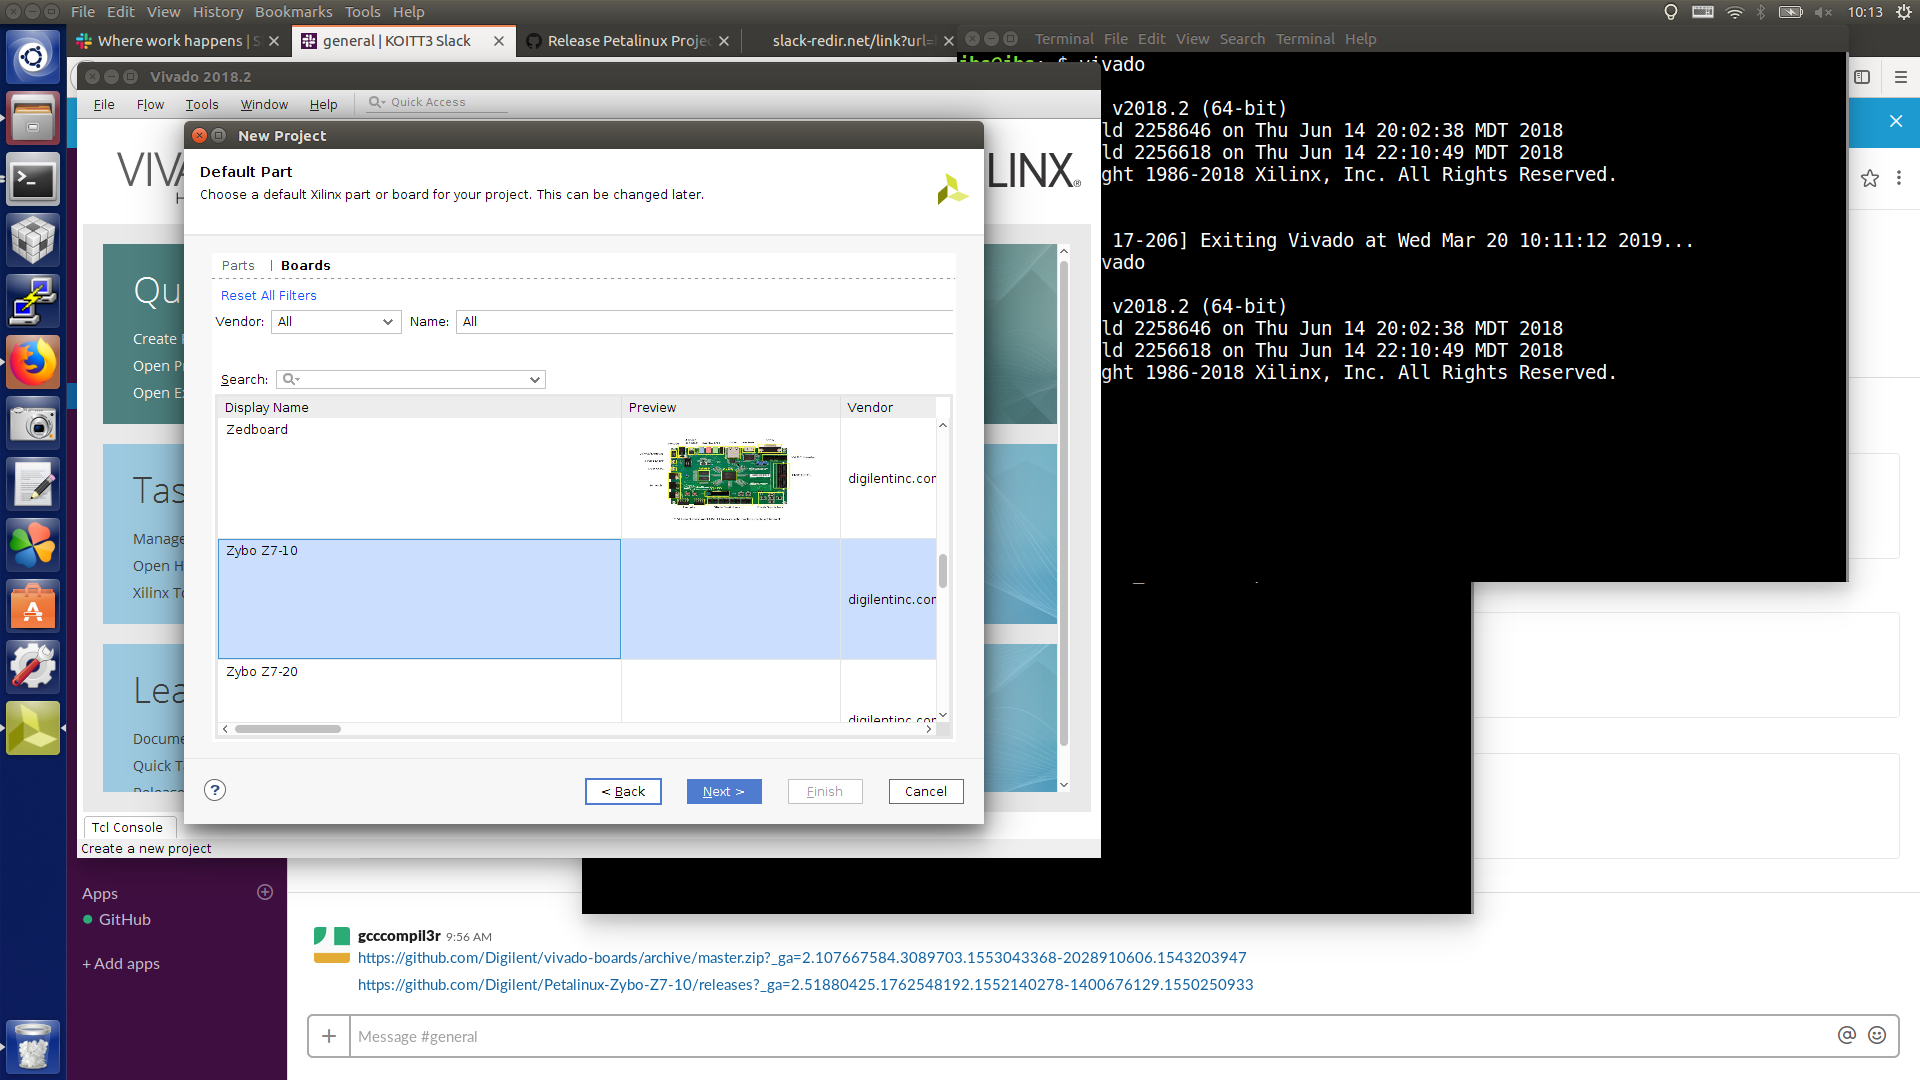 File Edit View History Bookmarks Tools Help
10:13
Where work happens | S
general | KOITT3 Slack
Release Petalinux Proje
slack-redir.net/link?url=
Terminal File Edit View Search Terminal Help
Vivado 2018.2
File Flow Tools Window Help
Quick Access
vivado
v2018.2 (64-bit)
ld 2258646 on Thu Jun 14 20:02:38 MDT 2018
ld 2256618 on Thu Jun 14 22:10:49 MDT 2018
ght 1986-2018 Xilinx, Inc. All Rights Reserved.
17-206] Exiting Vivado at Wed Mar 20 10:11:12 2019...
vado
v2018.2 (64-bit)
ld 2258646 on Thu Jun 14 20:02:38 MDT 2018
ld 2256618 on Thu Jun 14 22:10:49 MDT 2018
ght 1986-2018 Xilinx, Inc. All Rights Reserved.
VIVA
LINX
New Project
Default Part
Choose a default Xilinx part or board for your project. This can be changed later.
Parts | Boards
Reset All Filters
Vendor: All Name: All
Search:
Display Name Preview Vendor
Zedboard
digilentinc.com
Zybo Z7-10
digilentinc.com
Zybo Z7-20
digilentinc.com
? < Back Next > Finish Cancel
Qu
Create P
Open Pr
Open Ex
Tas
Manage
Open H
Xilinx To
Lea
Docume
Quick T
Release
Tcl Console
Create a new project
Apps
GitHub
+ Add apps
gcccompil3r 9:56 AM
https://github.com/Digilent/vivado-boards/archive/master.zip?_ga=2.107667584.3089703.1553043368-2028910606.1543203947
https://github.com/Digilent/Petalinux-Zybo-Z7-10/releases?_ga=2.51880425.1762548192.1552140278-1400676129.1550250933
Message #general